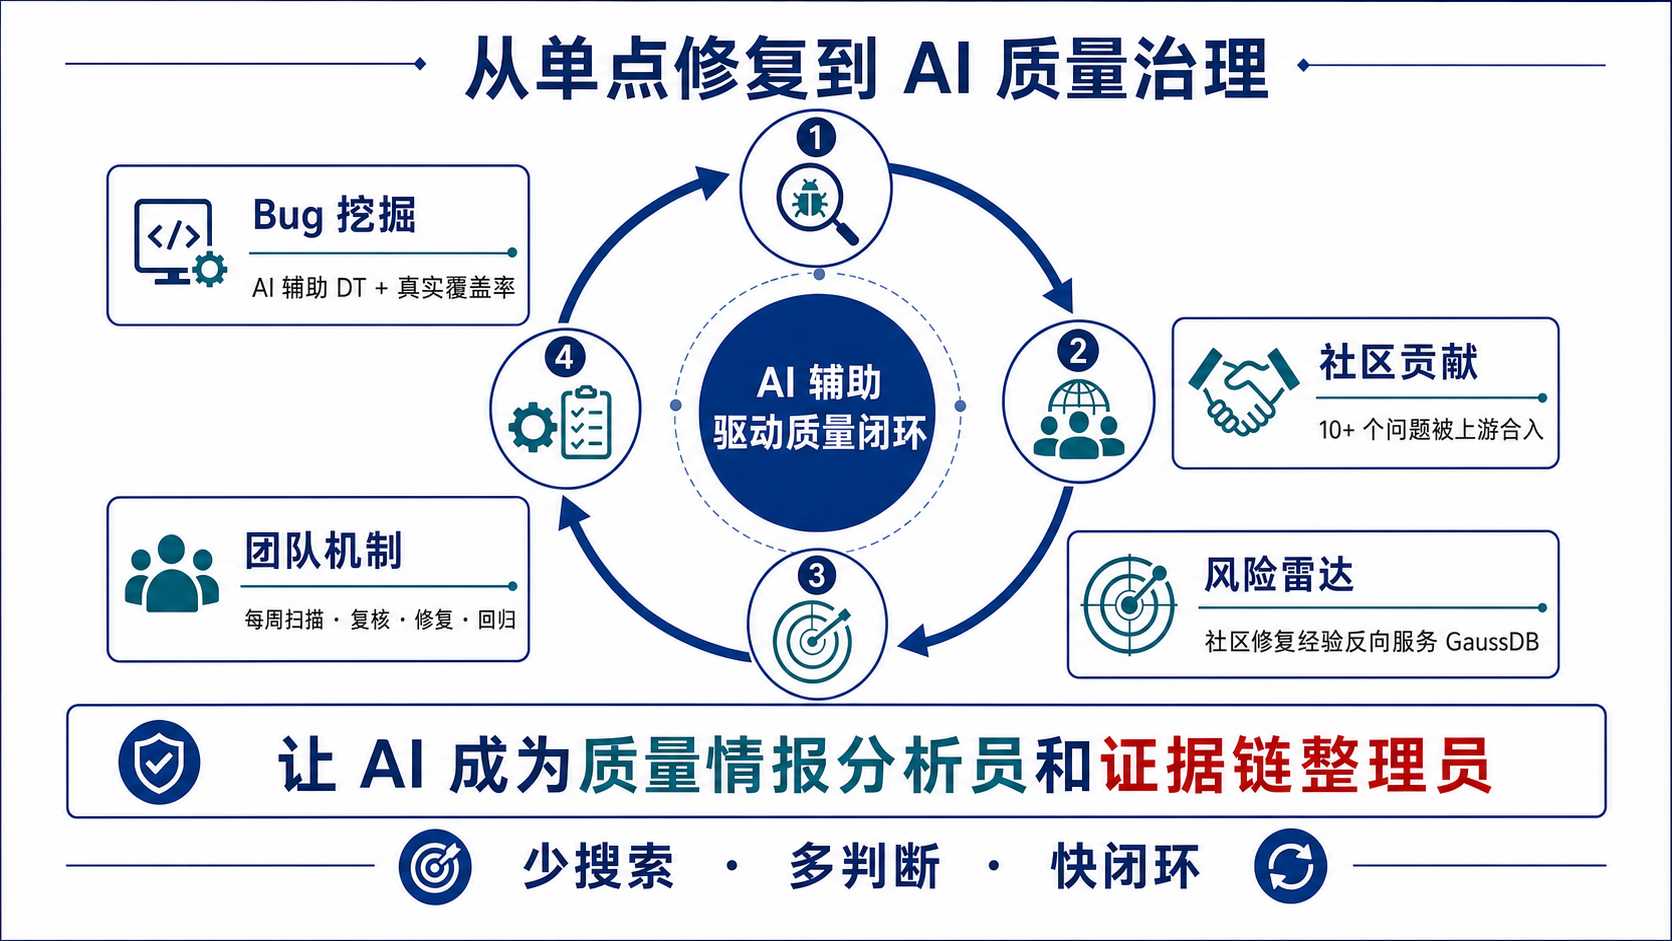 从单点修复到 AI 质量治理
1
Bug 挖掘
AI 辅助 DT + 真实覆盖率
2
社区贡献
10+ 个问题被上游合入
4
AI 辅助
驱动质量闭环
团队机制
每周扫描 · 复核 · 修复 · 回归
3
风险雷达
社区修复经验反向服务 GaussDB
让 AI 成为质量情报分析员和证据链整理员
少搜索 · 多判断 · 快闭环